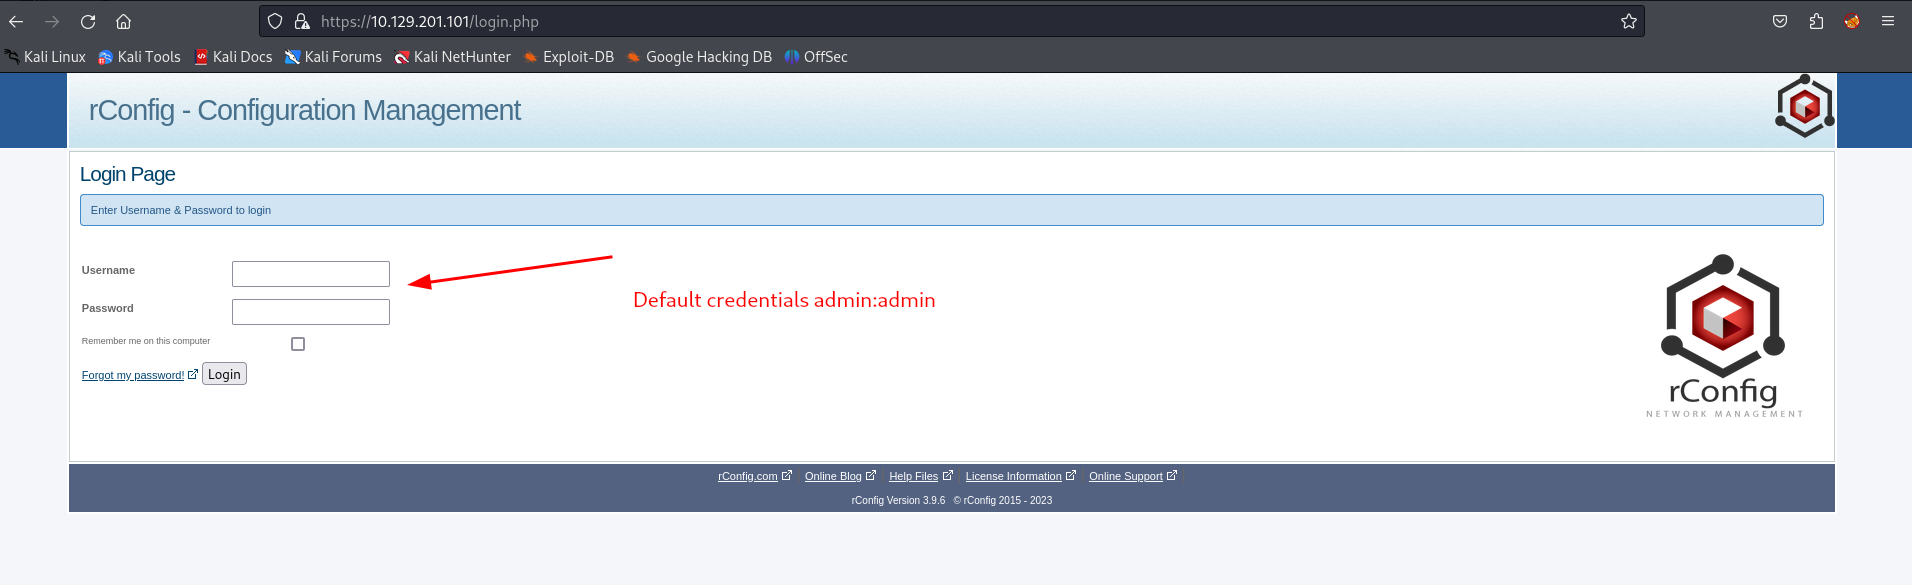 https://10.129.201.101/login.php
Kali Linux Kali Tools Kali Docs Kali Forums Kali NetHunter Exploit-DB Google Hacking DB OffSec
rConfig - Configuration Management
Login Page
Enter Username & Password to login
Username
Default credentials admin:admin
Password
Remember me on this computer
Forgot my password! Login
rConfig
NETWORK MANAGEMENT
rConfig.com Online Blog Help Files License Information Online Support
rConfig Version 3.9.6 © rConfig 2015 - 2023